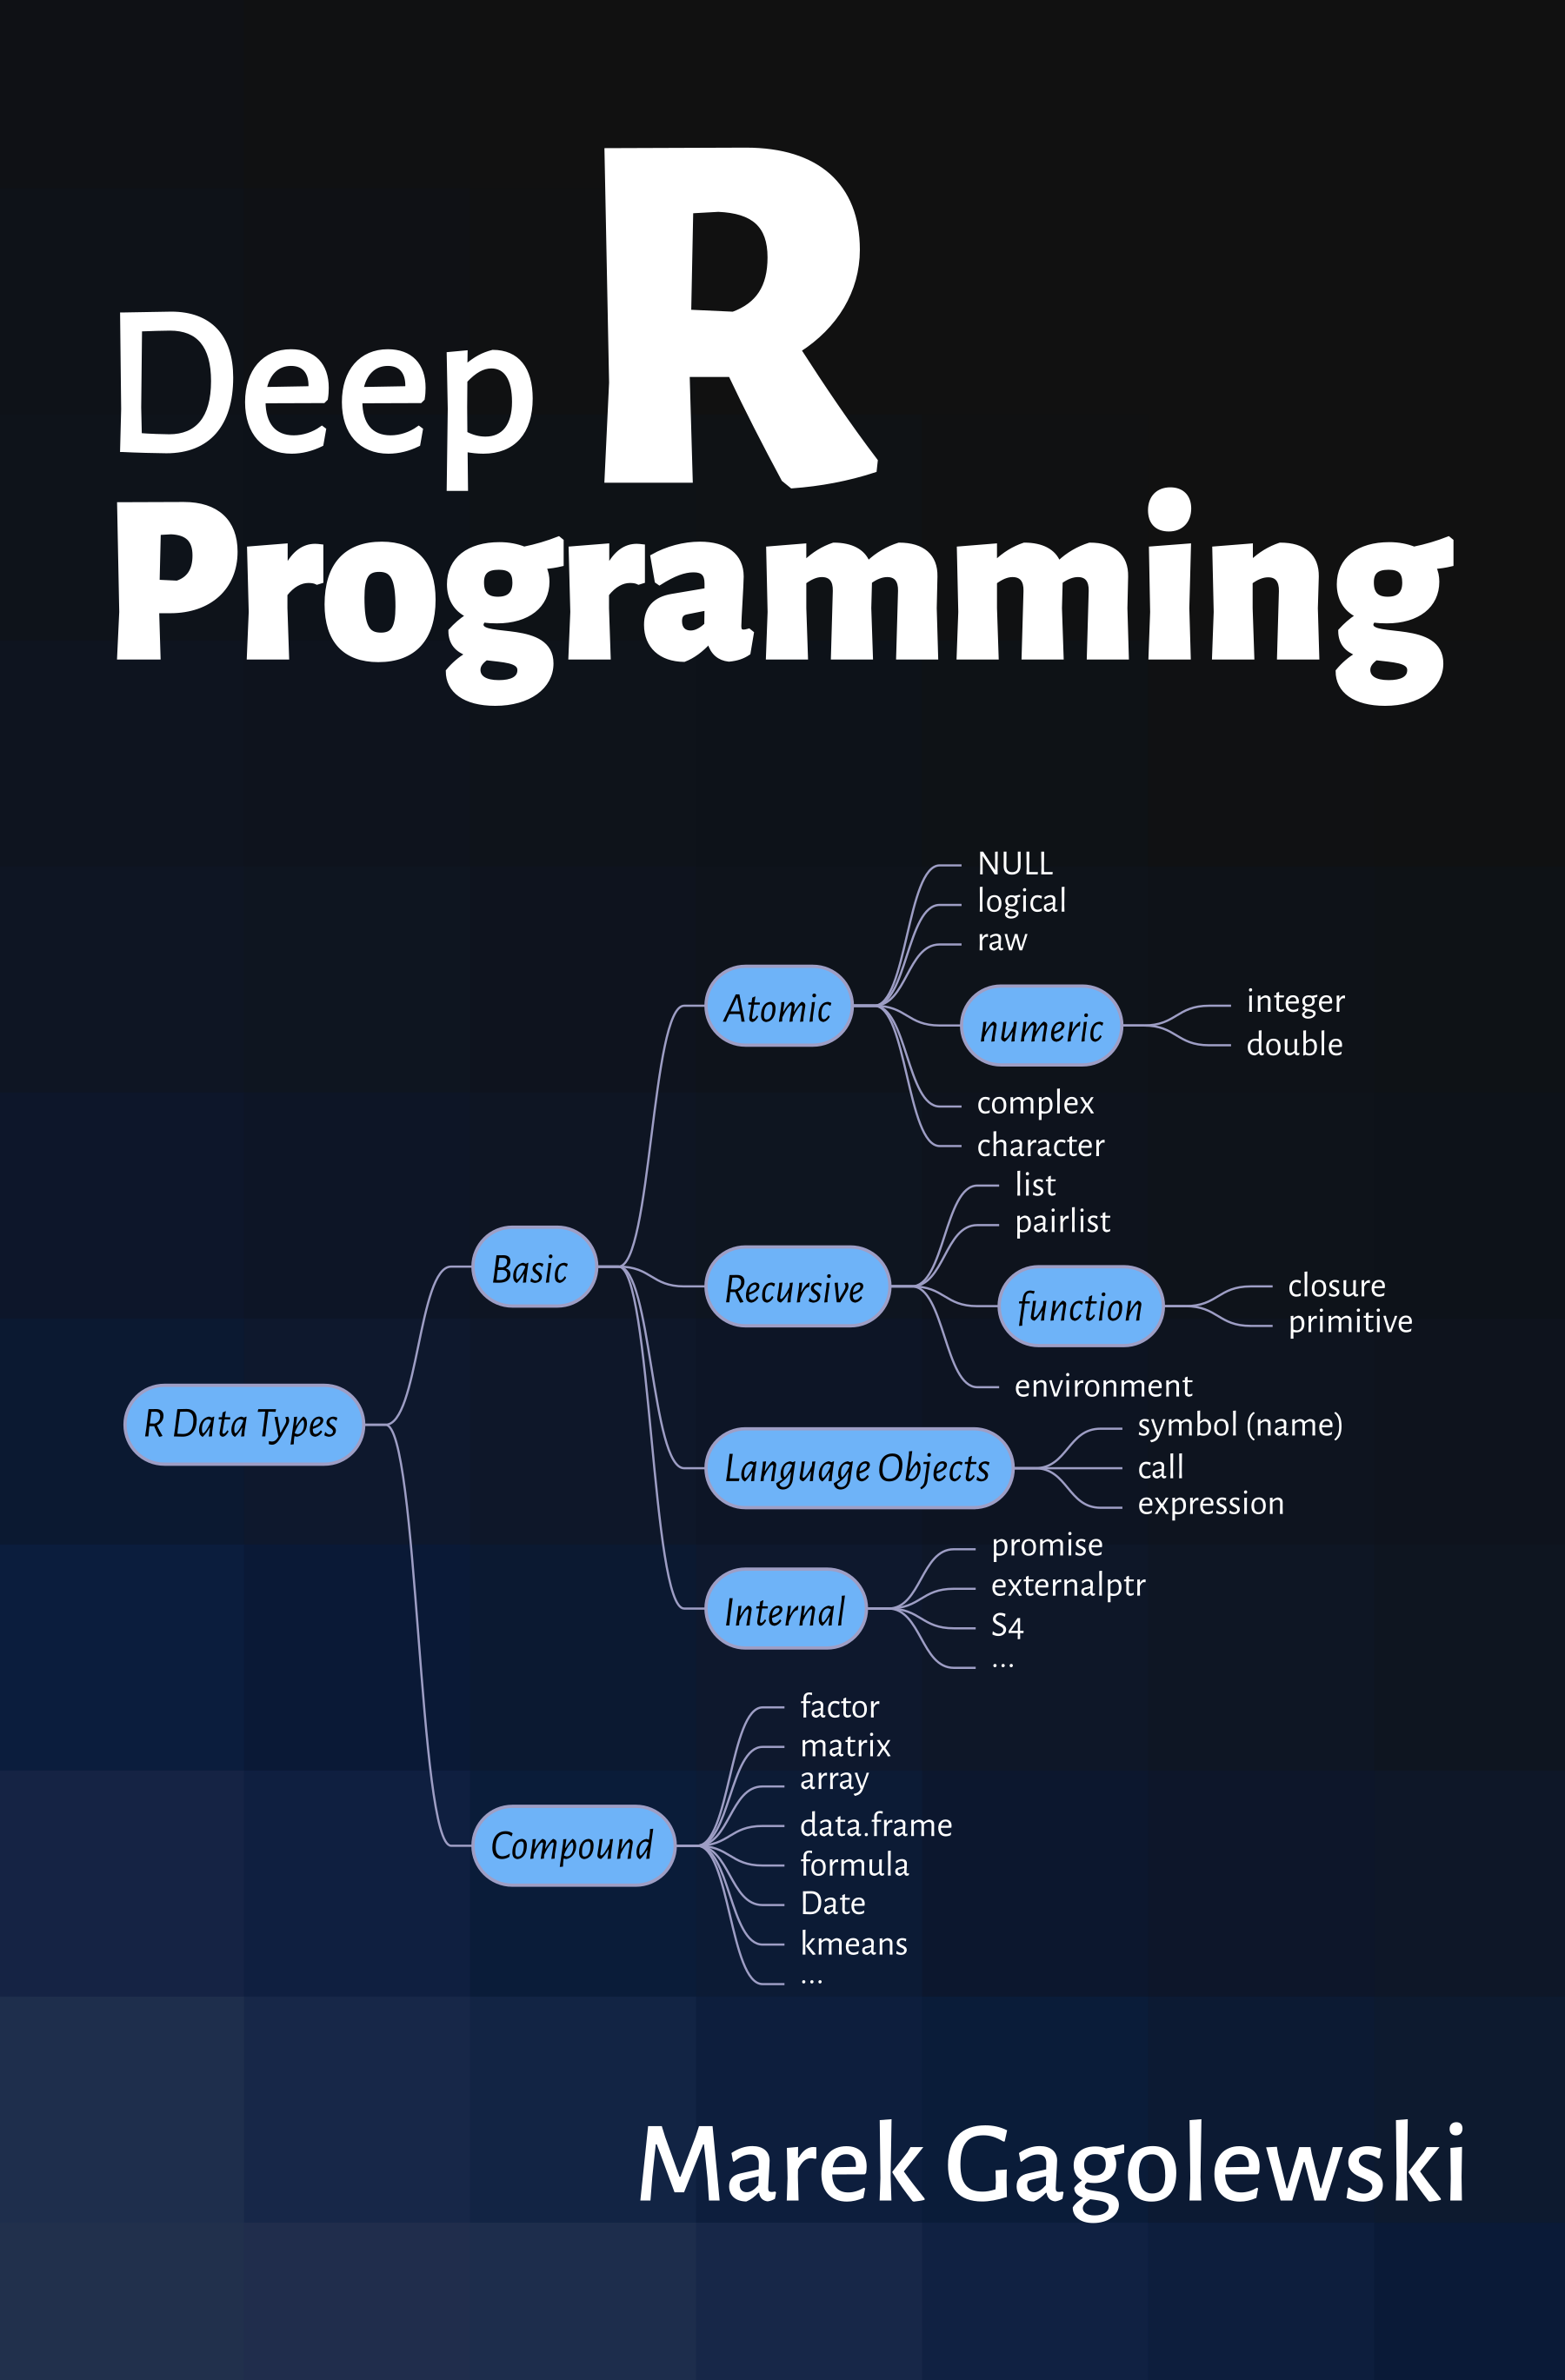 Deep R
Programming
NULL
logical
raw
Atomic
numeric
integer
double
complex
character
list
pairlist
Basic
Recursive
function
closure
primitive
environment
R Data Types
Language Objects
symbol (name)
call
expression
promise
externalptr
Internal
S4
...
factor
matrix
array
data.frame
Compound
formula
Date
kmeans
...
Marek Gagolewski